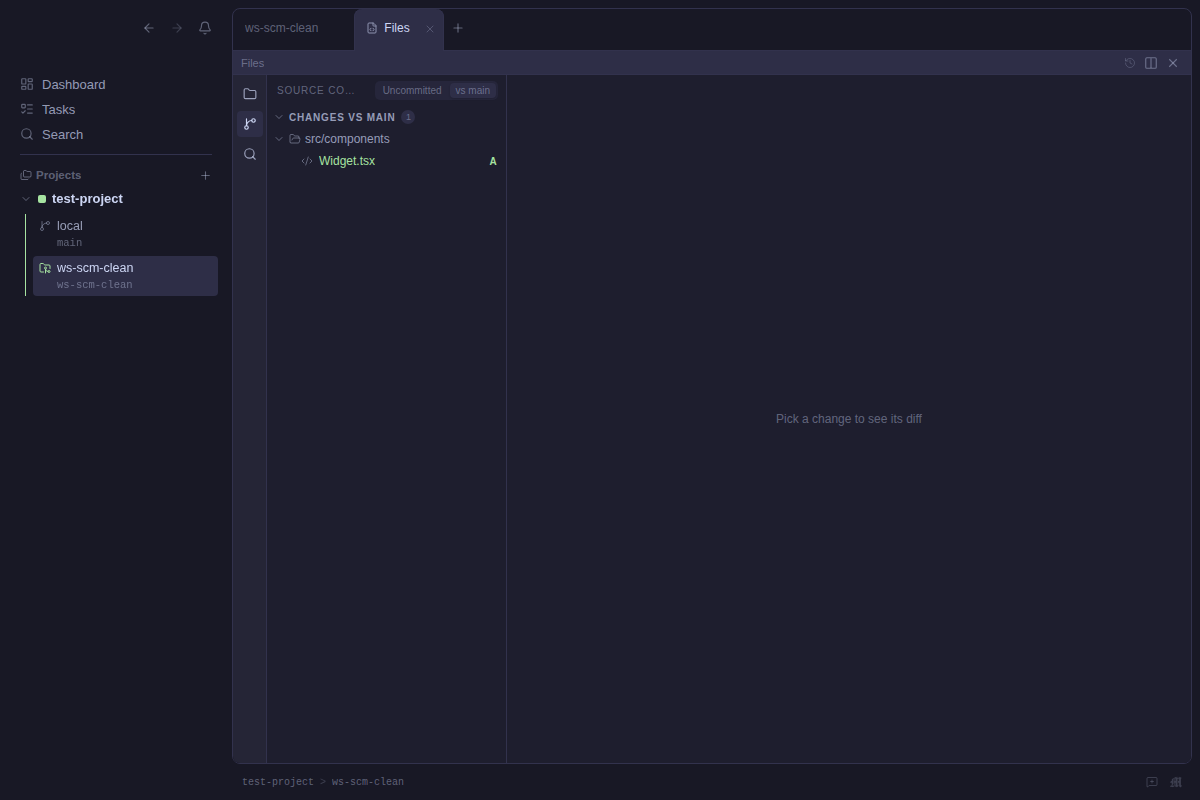 ws-scm-clean
Files
Files
Dashboard
Tasks
Search
Projects
test-project
local
main
ws-scm-clean
ws-scm-clean
SOURCE CO...
Uncommitted
vs main
CHANGES VS MAIN 1
src/components
Widget.tsx A
Pick a change to see its diff
test-project > ws-scm-clean